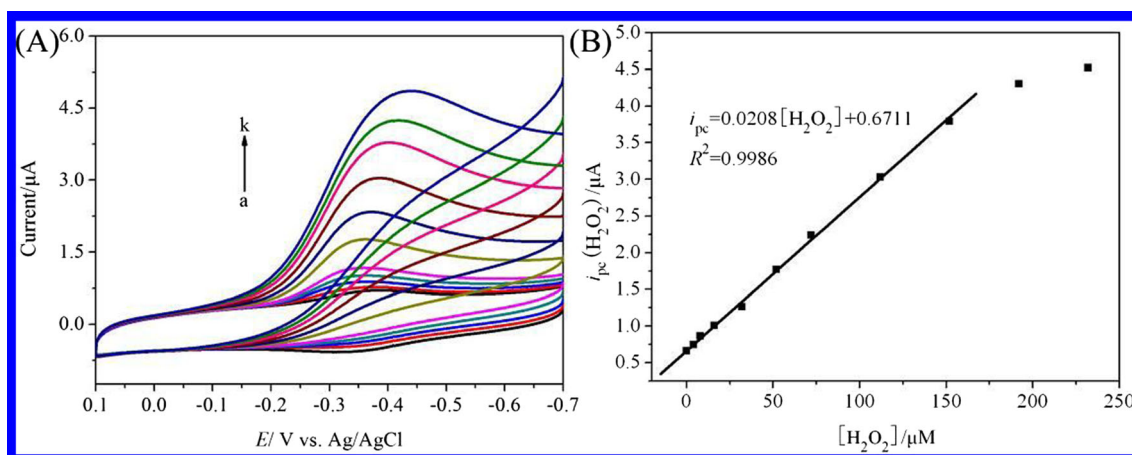 (A)
6.0
4.5
3.0
1.5
0.0
Current/μA
k
a
0.1 0.0 -0.1 -0.2 -0.3 -0.4 -0.5 -0.6 -0.7
E/ V vs. Ag/AgCl
(B)
5.0
4.5
4.0
3.5
3.0
2.5
2.0
1.5
1.0
0.5
ipc (H2O2)/μA
ipc=0.0208[H2O2]+0.6711
R²=0.9986
0 50 100 150 200 250
[H2O2]/μM